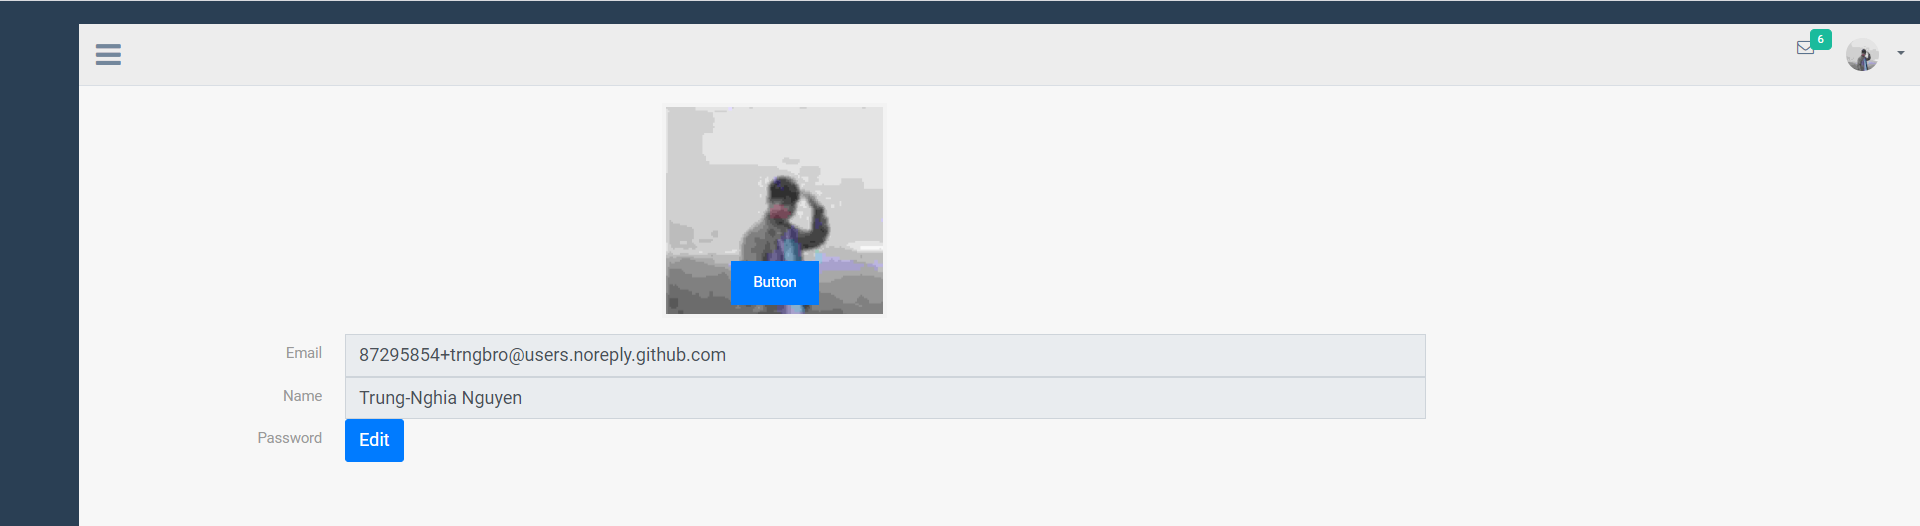 6
Button
Email 87295854+trngbro@users.noreply.github.com
Name Trung-Nghia Nguyen
Password Edit